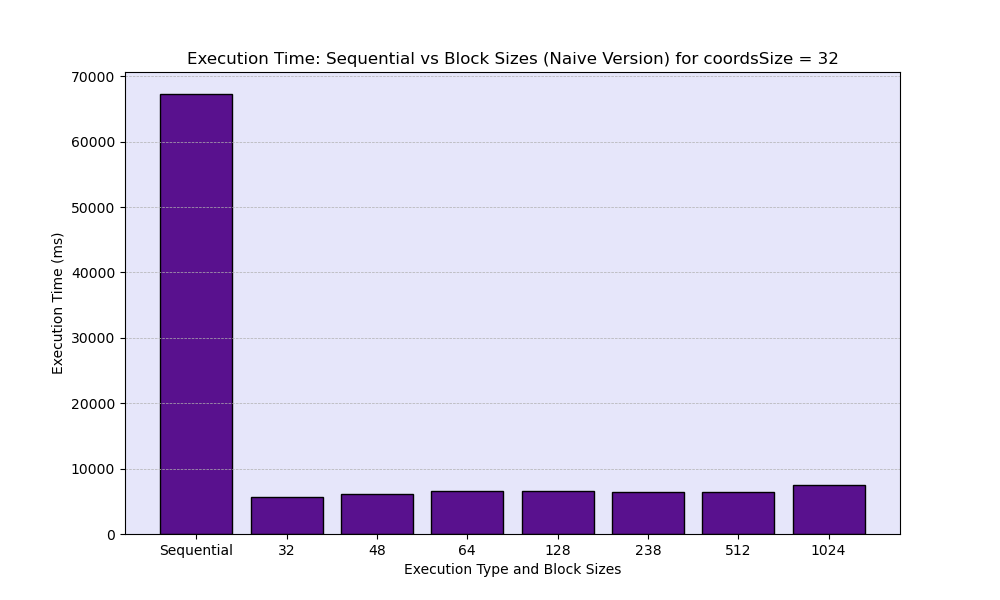 Execution Time: Sequential vs Block Sizes (Naive Version) for coordsSize = 32
70000
60000
50000
40000
30000
20000
10000
0
Execution Time (ms)
Sequential 32 48 64 128 238 512 1024
Execution Type and Block Sizes